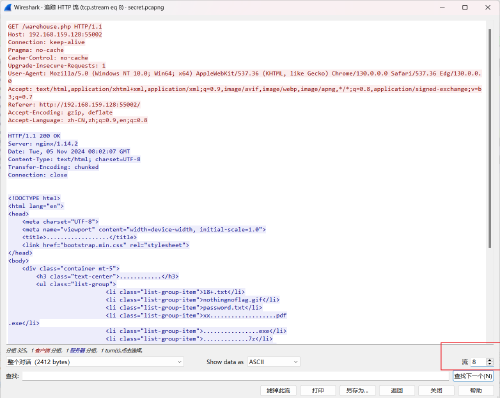 Wireshark · 追踪 HTTP 流 (tcp.stream eq 8) · secret.pcapng
GET /warehouse.php HTTP/1.1
Host: 192.168.159.128:55002
Connection: keep-alive
Pragma: no-cache
Cache-Control: no-cache
Upgrade-Insecure-Requests: 1
User-Agent: Mozilla/5.0 (Windows NT 10.0; Win64; x64) AppleWebKit/537.36 (KHTML, like Gecko) Chrome/130.0.0.0 Safari/537.36 Edg/130.0.0.
0
Accept: text/html,application/xhtml+xml,application/xml;q=0.9,image/avif,image/webp,image/apng,*/*;q=0.8,application/signed-exchange;v=b
3;q=0.7
Referer: http://192.168.159.128:55002/
Accept-Encoding: gzip, deflate
Accept-Language: zh-CN,zh;q=0.9,en;q=0.8
HTTP/1.1 200 OK
Server: nginx/1.14.2
Date: Tue, 05 Nov 2024 08:02:07 GMT
Content-Type: text/html; charset=UTF-8
Transfer-Encoding: chunked
Connection: close
<!DOCTYPE html>
<html lang="en">
<head>
<meta charset="UTF-8">
<meta name="viewport" content="width=device-width, initial-scale=1.0">
<title>..................</title>
<link href="bootstrap.min.css" rel="stylesheet">
</head>
<body>
<div class="container mt-5">
<h3 class="text-center">............</h3>
<ul class="list-group">
<li class="list-group-item">18+.txt</li>
<li class="list-group-item">nothingnoflag.gif</li>
<li class="list-group-item">password.txt</li>
<li class="list-group-item">xx..................pdf
.exe</li>
<li class="list-group-item">...............exe</li>
<li class="list-group-item">............7z</li>
分组 325。1 客户端 分组，1 服务器 分组，1 turn(s).点击选择。
整个对话 (2412 bytes)
Show data as
ASCII
流 8
查找:
查找下一个(N)
滤掉此流
打印
另存为…
返回
关闭
帮助